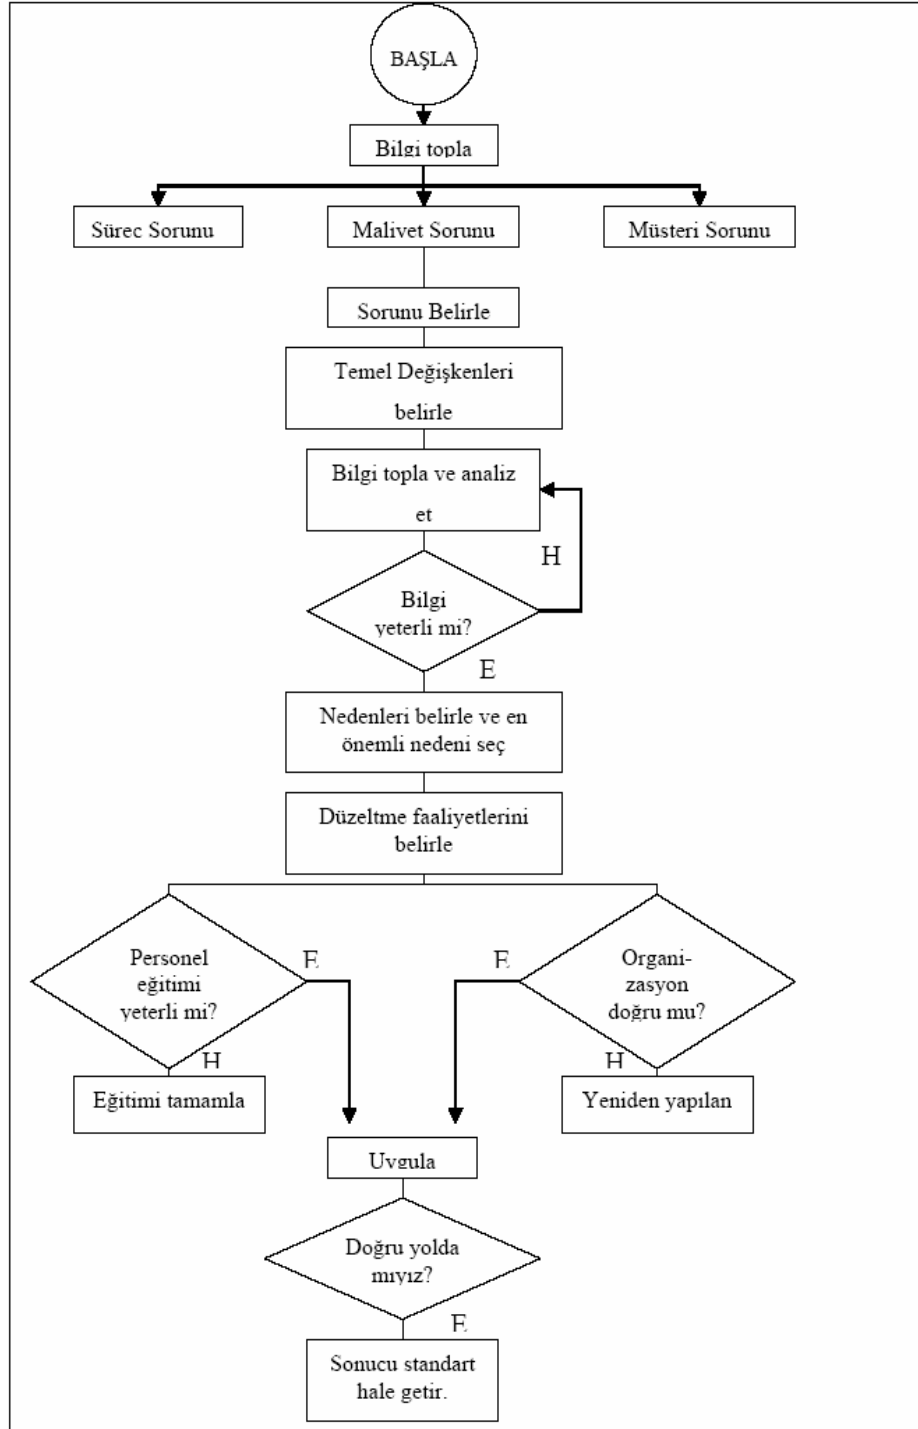 BAŞLA
Bilgi topla
Sürec Sorunu
Malivet Sorunu
Müsteri Sorunu
Sorunu Belirle
Temel Değişkenleri
belirle
Bilgi topla ve analiz
et
H
Bilgi
yeterli mi?
E
Nedenleri belirle ve en
önemli nedeni seç
Düzeltme faaliyetlerini
belirle
Personel
eğitimi
yeterli mi?
E
H
Eğitimi tamamla
E
Organi-
zasyon
doğru mu?
H
Yeniden yapılan
Uvgula
Doğru yolda
mıyız?
E
Sonucu standart
hale getir.